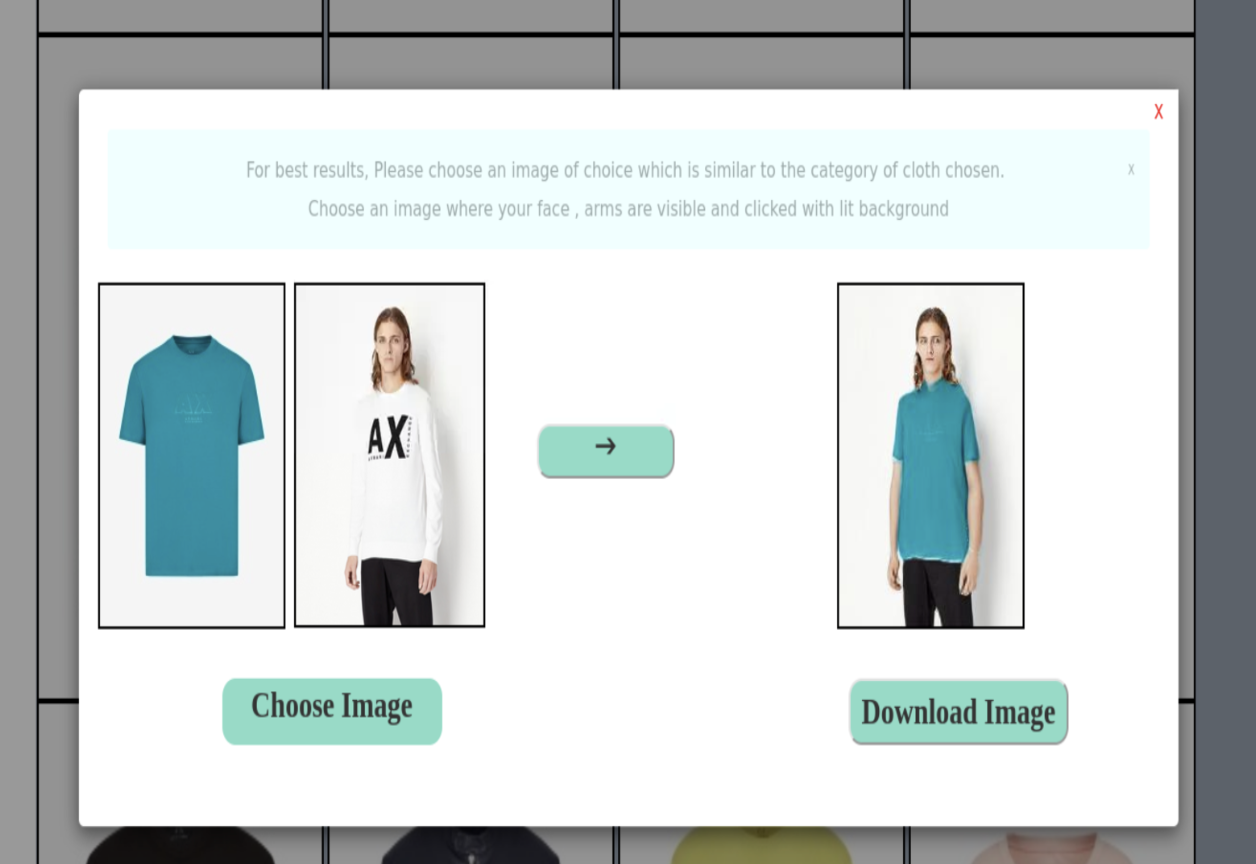 X
For best results, Please choose an image of choice which is similar to the category of cloth chosen.
x
Choose an image where your face , arms are visible and clicked with lit background
AX
→
Choose Image
Download Image